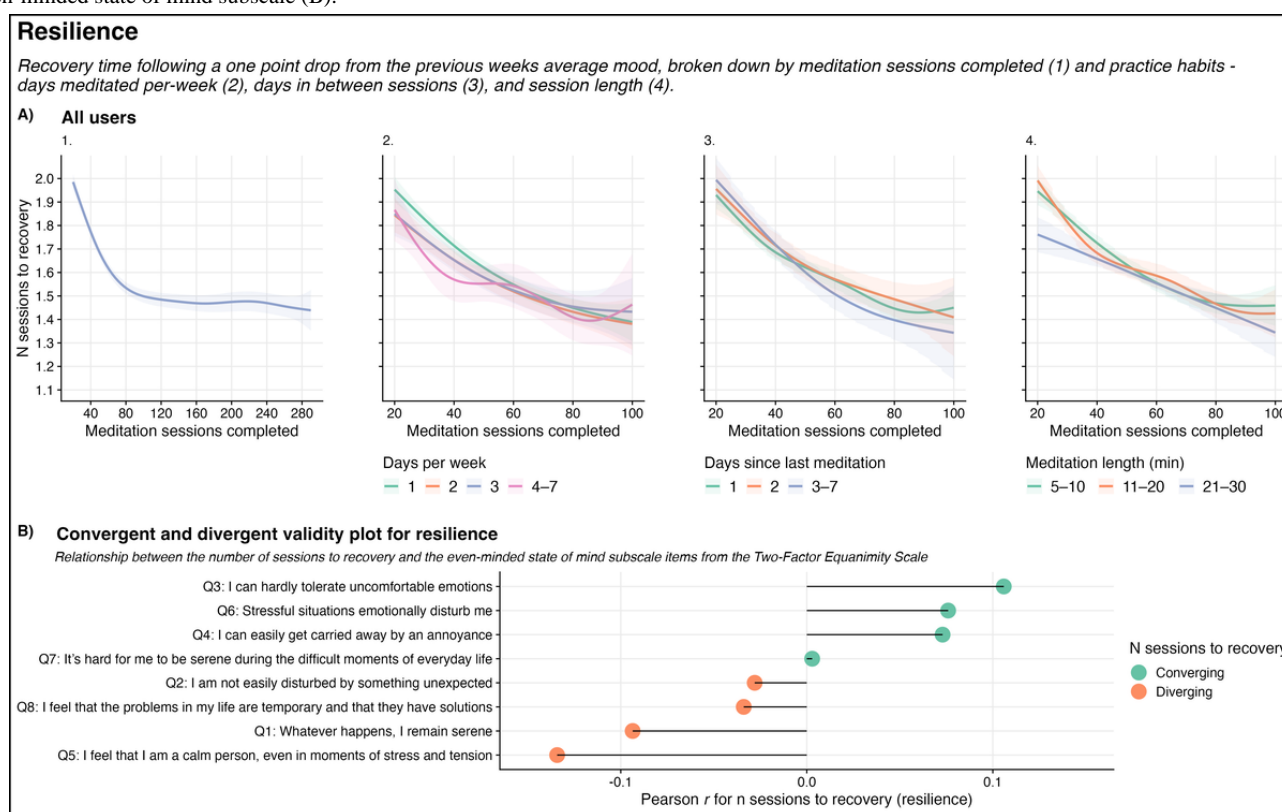 er-minded state of mind subscale (B).
Resilience
Recovery time following a one point drop from the previous weeks average mood, broken down by meditation sessions completed (1) and practice habits -
days meditated per-week (2), days in between sessions (3), and session length (4).
A) All users
1. 2. 3. 4.
N sessions to recovery
2.0
1.9
1.8
1.7
1.6
1.5
1.4
1.3
1.2
1.1
40 80 120 160 200 240 280
20 40 60 80 100
20 40 60 80 100
20 40 60 80 100
Meditation sessions completed
Meditation sessions completed
Meditation sessions completed
Meditation sessions completed
Days per week
1 2 3 4–7
Days since last meditation
1 2 3–7
Meditation length (min)
5–10 11–20 21–30
B) Convergent and divergent validity plot for resilience
Relationship between the number of sessions to recovery and the even-minded state of mind subscale items from the Two-Factor Equanimity Scale
Q3: I can hardly tolerate uncomfortable emotions
Q6: Stressful situations emotionally disturb me
Q4: I can easily get carried away by an annoyance
Q7: It's hard for me to be serene during the difficult moments of everyday life
Q2: I am not easily disturbed by something unexpected
Q8: I feel that the problems in my life are temporary and that they have solutions
Q1: Whatever happens, I remain serene
Q5: I feel that I am a calm person, even in moments of stress and tension
-0.1 0.0 0.1
Pearson r for n sessions to recovery (resilience)
N sessions to recovery
Converging
Diverging